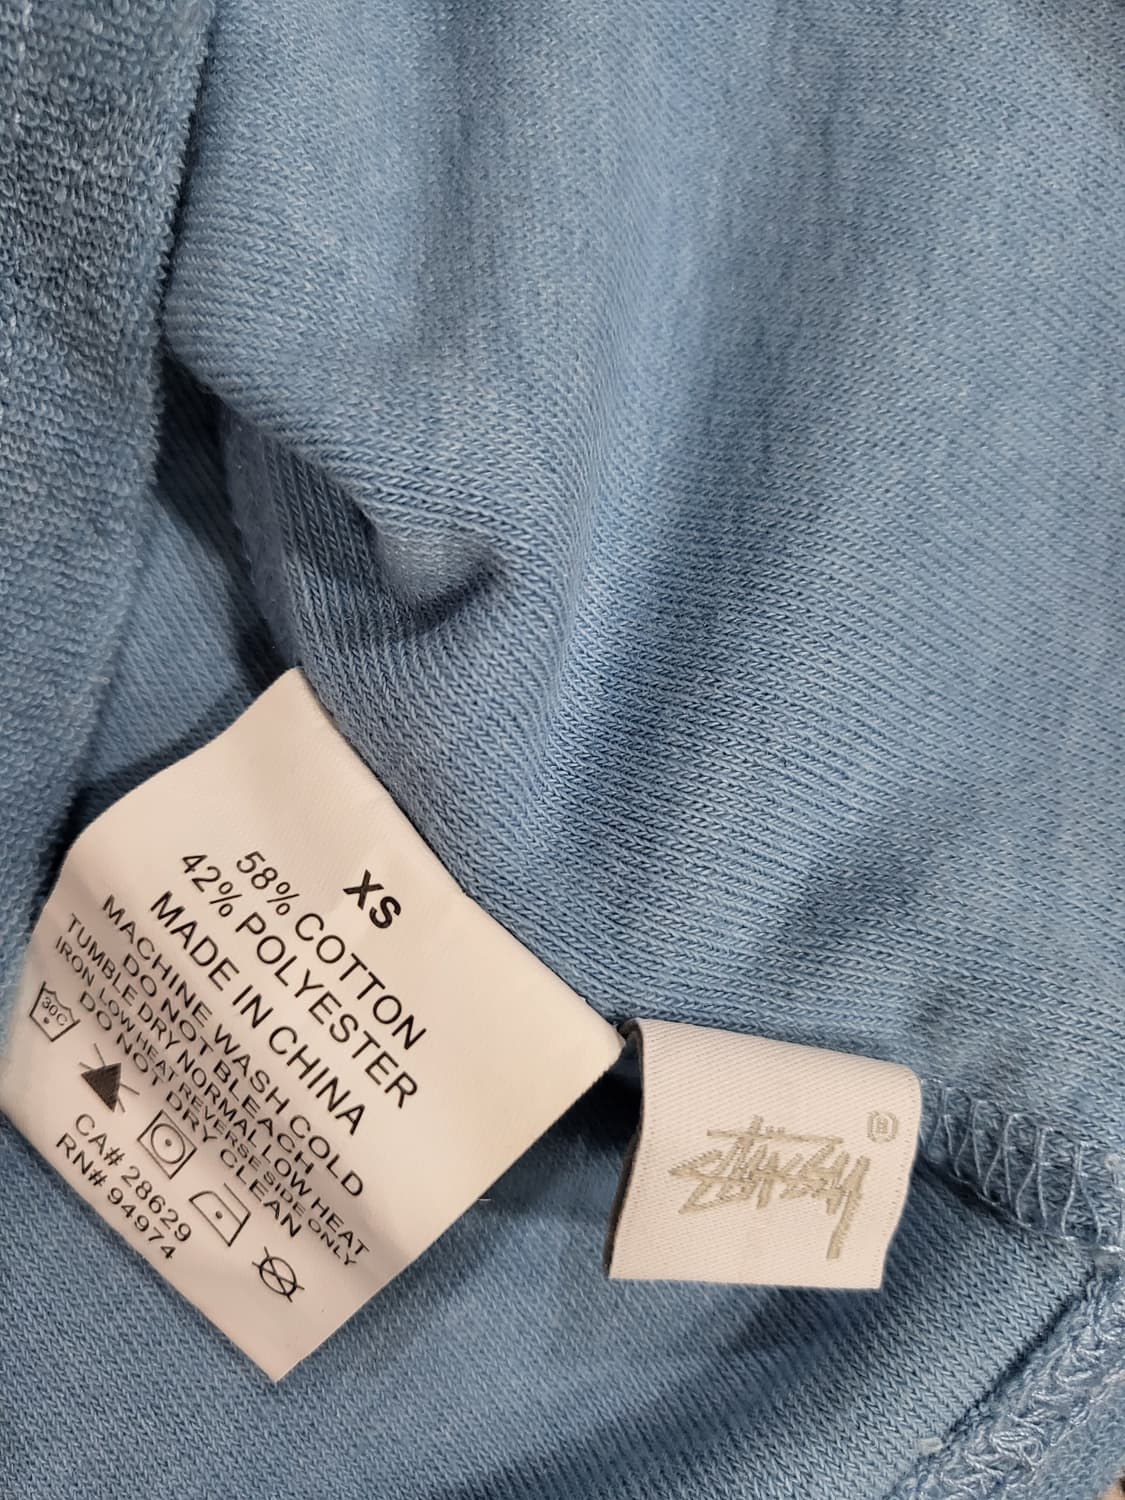 XS
58% COTTON
42% POLYESTER
MADE IN CHINA
MACHINE WASH COLD
DO NOT BLEACH
TUMBLE DRY NORMAL LOW HEAT
IRON LOW HEAT REVERSE SIDE ONLY
DO NOT DRY CLEAN
30C
CA# 28629
RN# 94974
Stüssy
®